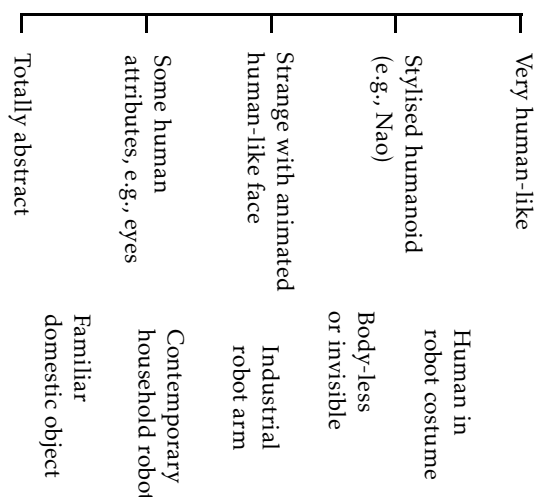 Totally abstract
Some human
attributes, e.g., eyes
Strange with animated
human-like face
Stylised humanoid
(e.g., Nao)
Very human-like
Familiar
domestic object
Contemporary
household robot
Industrial
robot arm
Body-less
or invisible
Human in
robot costume